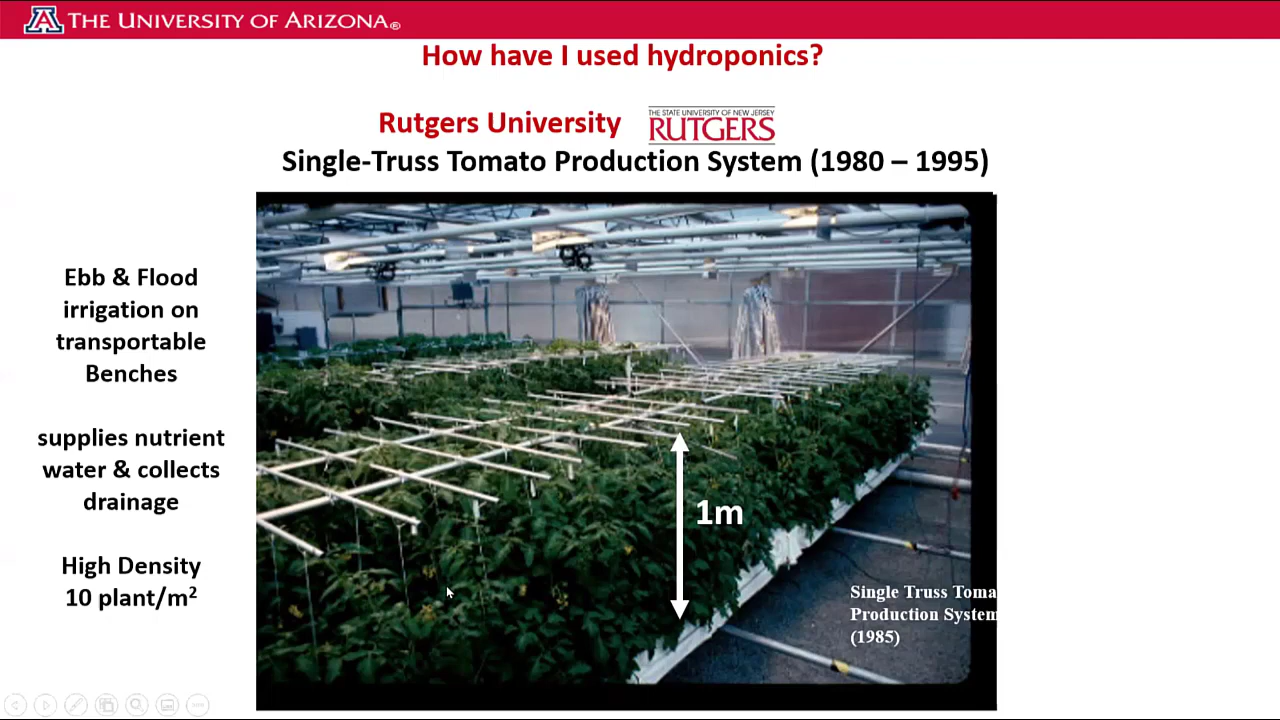 THE UNIVERSITY OF ARIZONA®
How have I used hydroponics?
Rutgers University
THE STATE UNIVERSITY OF NEW JERSEY
RUTGERS
Single-Truss Tomato Production System (1980 – 1995)
Ebb & Flood
irrigation on
transportable
Benches
supplies nutrient
water & collects
drainage
High Density
10 plant/m²
1m
Single Truss Toma
Production System
(1985)